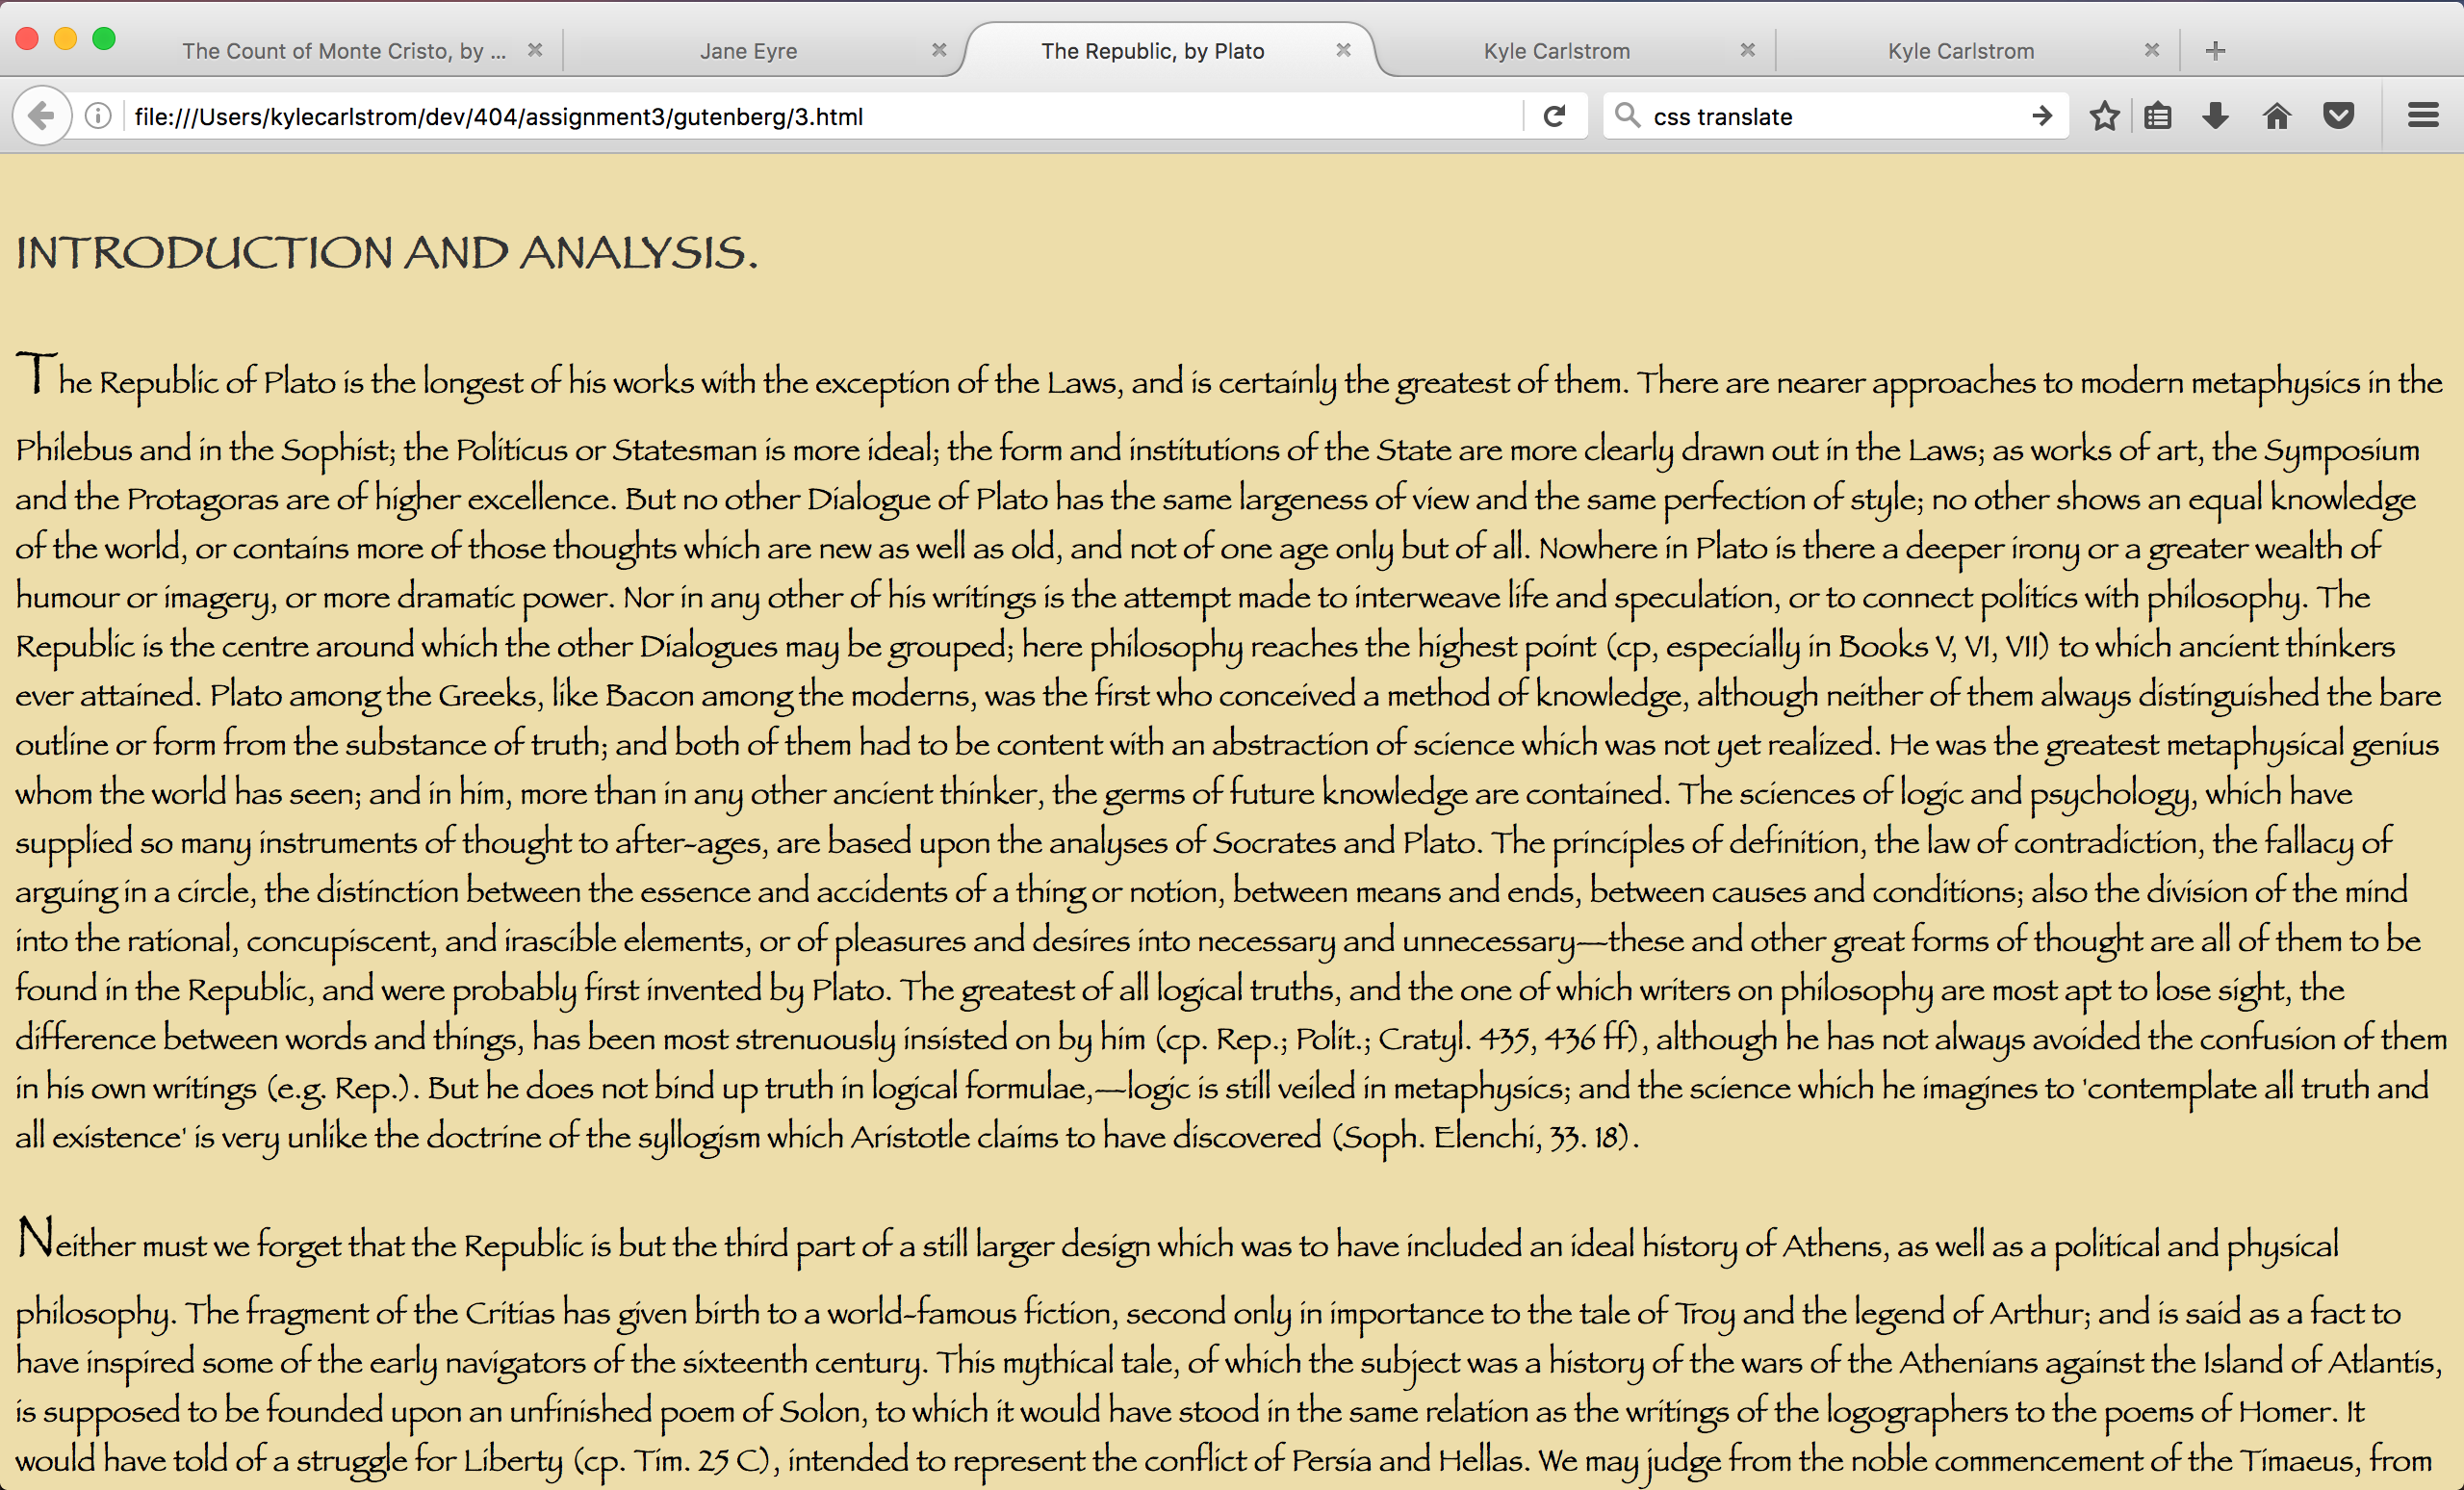 The Count of Monte Cristo, by ...
Jane Eyre
The Republic, by Plato
Kyle Carlstrom
Kyle Carlstrom
file:///Users/kylecarlstrom/dev/404/assignment3/gutenberg/3.html
css translate
INTRODUCTION AND ANALYSIS.
The Republic of Plato is the longest of his works with the exception of the Laws, and is certainly the greatest of them. There are nearer approaches to modern metaphysics in the
Philebus and in the Sophist; the Politicus or Statesman is more ideal; the form and institutions of the State are more clearly drawn out in the Laws; as works of art, the Symposium
and the Protagoras are of higher excellence. But no other Dialogue of Plato has the same largeness of view and the same perfection of style; no other shows an equal knowledge
of the world, or contains more of those thoughts which are new as well as old, and not of one age only but of all. Nowhere in Plato is there a deeper irony or a greater wealth of
humour or imagery, or more dramatic power. Nor in any other of his writings is the attempt made to interweave life and speculation, or to connect politics with philosophy. The
Republic is the centre around which the other Dialogues may be grouped; here philosophy reaches the highest point (cp, especially in Books V, VI, VII) to which ancient thinkers
ever attained. Plato among the Greeks, like Bacon among the moderns, was the first who conceived a method of knowledge, although neither of them always distinguished the bare
outline or form from the substance of truth; and both of them had to be content with an abstraction of science which was not yet realized. He was the greatest metaphysical genius
whom the world has seen; and in him, more than in any other ancient thinker, the germs of future knowledge are contained. The sciences of logic and psychology, which have
supplied so many instruments of thought to after-ages, are based upon the analyses of Socrates and Plato. The principles of definition, the law of contradiction, the fallacy of
arguing in a circle, the distinction between the essence and accidents of a thing or notion, between means and ends, between causes and conditions; also the division of the mind
into the rational, concupiscent, and irascible elements, or of pleasures and desires into necessary and unnecessary—these and other great forms of thought are all of them to be
found in the Republic, and were probably first invented by Plato. The greatest of all logical truths, and the one of which writers on philosophy are most apt to lose sight, the
difference between words and things, has been most strenuously insisted on by him (cp. Rep.; Polit.; Cratyl. 435, 436 ff), although he has not always avoided the confusion of them
in his own writings (e.g. Rep.). But he does not bind up truth in logical formulae,—logic is still veiled in metaphysics; and the science which he imagines to 'contemplate all truth and
all existence' is very unlike the doctrine of the syllogism which Aristotle claims to have discovered (Soph. Elenchi, 33. 18).
Neither must we forget that the Republic is but the third part of a still larger design which was to have included an ideal history of Athens, as well as a political and physical
philosophy. The fragment of the Critias has given birth to a world-famous fiction, second only in importance to the tale of Troy and the legend of Arthur; and is said as a fact to
have inspired some of the early navigators of the sixteenth century. This mythical tale, of which the subject was a history of the wars of the Athenians against the Island of Atlantis,
is supposed to be founded upon an unfinished poem of Solon, to which it would have stood in the same relation as the writings of the logographers to the poems of Homer. It
would have told of a struggle for Liberty (cp. Tim. 25 C), intended to represent the conflict of Persia and Hellas. We may judge from the noble commencement of the Timaeus, from